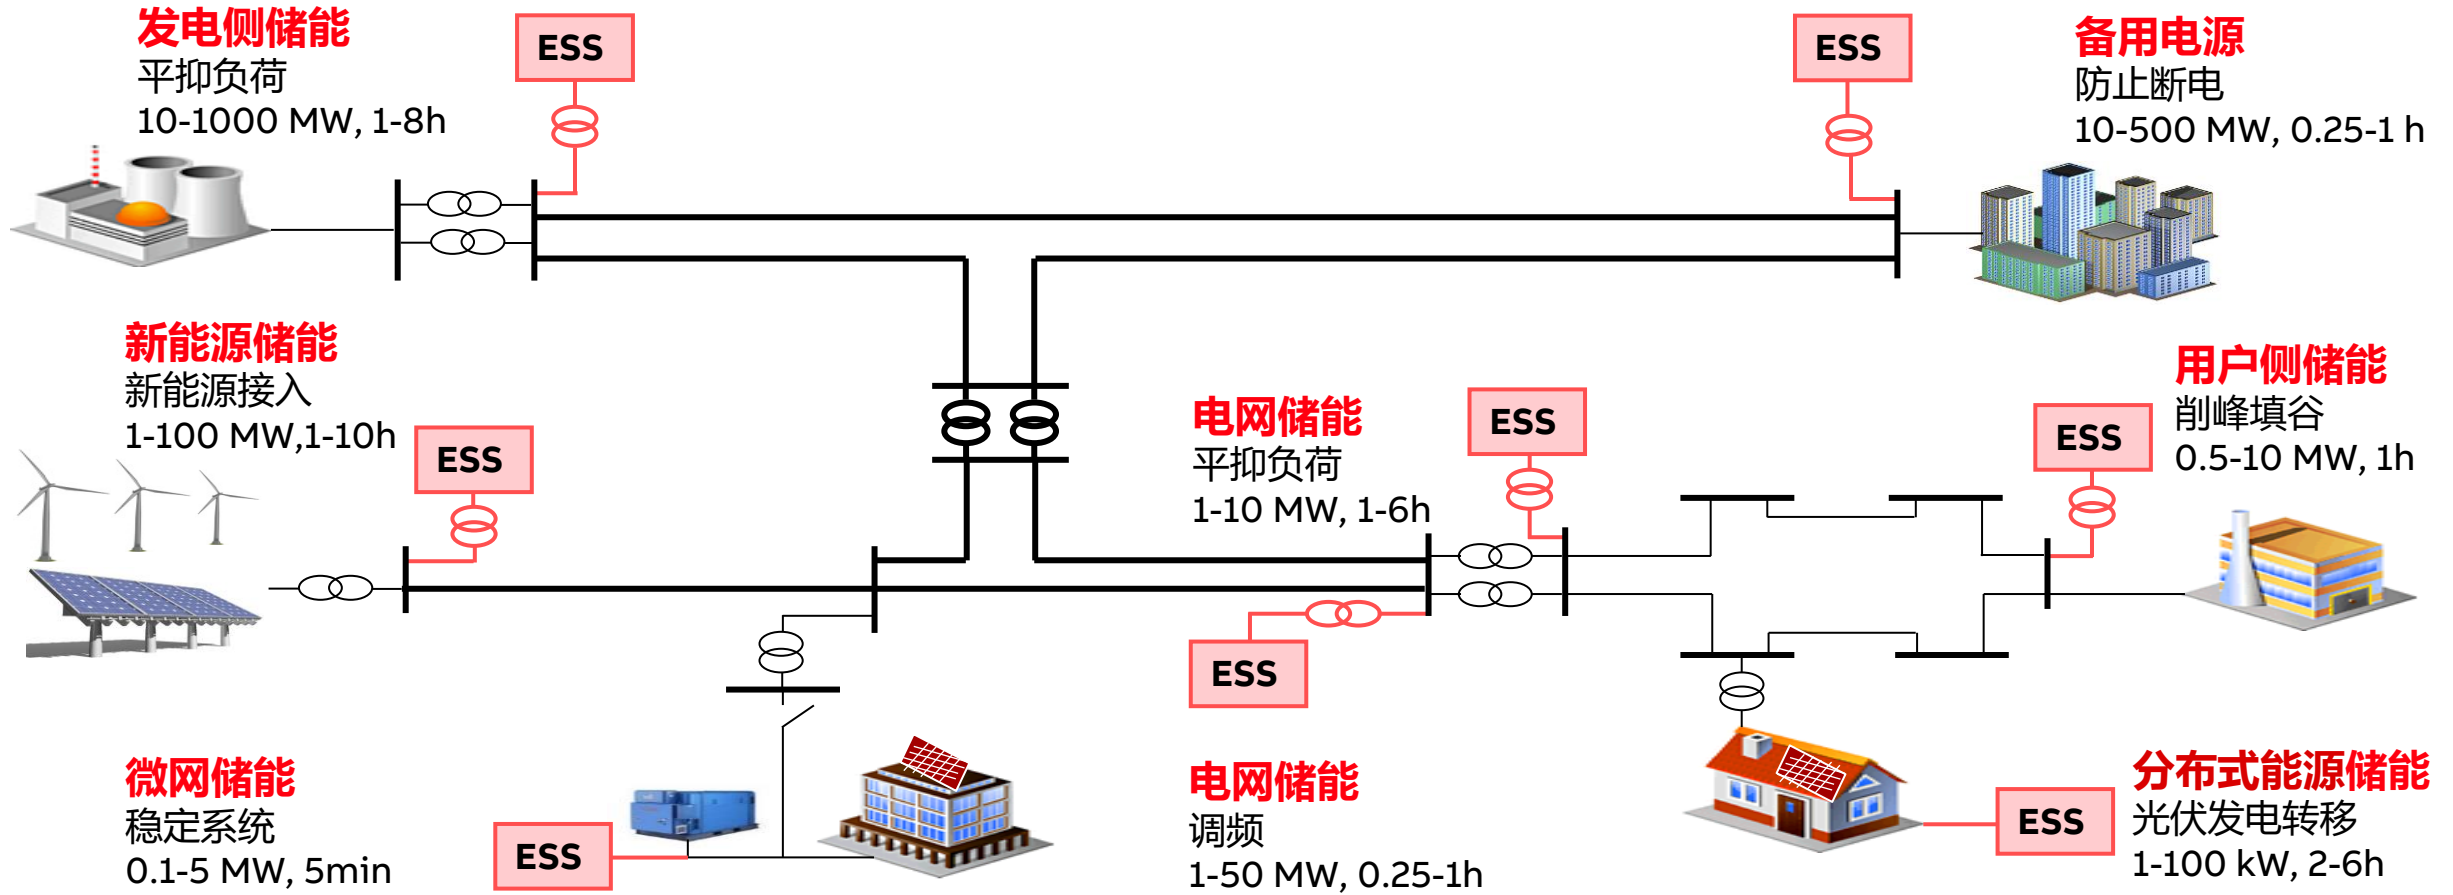 发电侧储能
平抑负荷
10-1000 MW, 1-8h
ESS
ESS
备用电源
防止断电
10-500 MW, 0.25-1 h
新能源储能
新能源接入
1-100 MW,1-10h
ESS
电网储能
平抑负荷
1-10 MW, 1-6h
ESS
ESS
用户侧储能
削峰填谷
0.5-10 MW, 1h
ESS
微网储能
稳定系统
0.1-5 MW, 5min
ESS
电网储能
调频
1-50 MW, 0.25-1h
ESS
分布式能源储能
光伏发电转移
1-100 kW, 2-6h